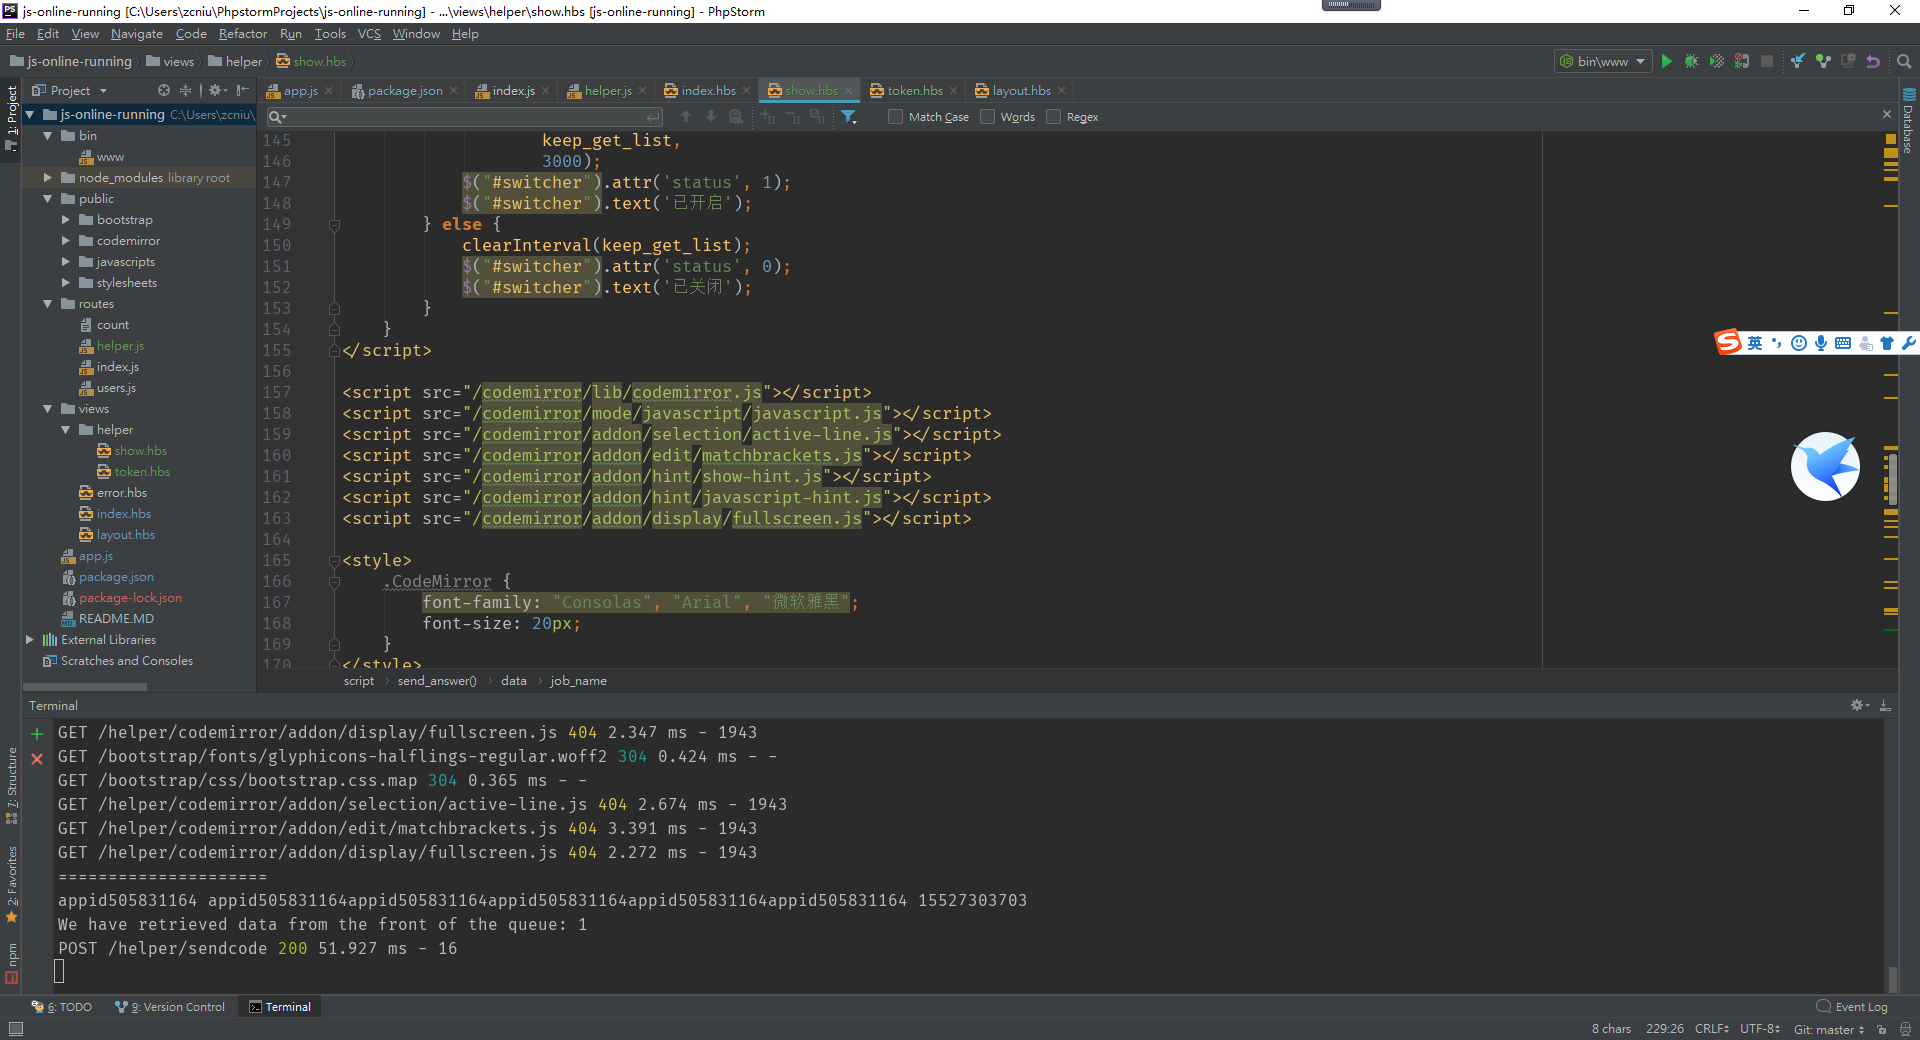 js-online-running [C:\Users\zcniu\PhpstormProjects\js-online-running] - ...\views\helper\show.hbs [js-online-running] - PhpStorm
File Edit View Navigate Code Refactor Run Tools VCS Window Help
js-online-running views helper show.hbs bin\www
Project app.js package.json index.js helper.js index.hbs show.hbs token.hbs layout.hbs
Match Case Words Regex
1: Project
7: Structure
2: Favorites
npm
Database
js-online-running C:\Users\zcniu\
bin
www
node_modules library root
public
bootstrap
codemirror
javascripts
stylesheets
routes
count
helper.js
index.js
users.js
views
helper
show.hbs
token.hbs
error.hbs
index.hbs
layout.hbs
app.js
package.json
package-lock.json
README.MD
External Libraries
Scratches and Consoles
145 keep_get_list,
146 3000);
147 $("#switcher").attr('status', 1);
148 $("#switcher").text('已开启');
149 } else {
150 clearInterval(keep_get_list);
151 $("#switcher").attr('status', 0);
152 $("#switcher").text('已关闭');
153 }
154 }
155 </script>
156
157 <script src="/codemirror/lib/codemirror.js"></script>
158 <script src="/codemirror/mode/javascript/javascript.js"></script>
159 <script src="/codemirror/addon/selection/active-line.js"></script>
160 <script src="/codemirror/addon/edit/matchbrackets.js"></script>
161 <script src="/codemirror/addon/hint/show-hint.js"></script>
162 <script src="/codemirror/addon/hint/javascript-hint.js"></script>
163 <script src="/codemirror/addon/display/fullscreen.js"></script>
164
165 <style>
166 .CodeMirror {
167 font-family: "Consolas", "Arial", "微软雅黑";
168 font-size: 20px;
169 }
170 </style>
英
script send_answer() data job_name
Terminal
GET /helper/codemirror/addon/display/fullscreen.js 404 2.347 ms - 1943
GET /bootstrap/fonts/glyphicons-halflings-regular.woff2 304 0.424 ms - -
GET /bootstrap/css/bootstrap.css.map 304 0.365 ms - -
GET /helper/codemirror/addon/selection/active-line.js 404 2.674 ms - 1943
GET /helper/codemirror/addon/edit/matchbrackets.js 404 3.391 ms - 1943
GET /helper/codemirror/addon/display/fullscreen.js 404 2.272 ms - 1943
=====================
appid505831164 appid505831164appid505831164appid505831164appid505831164appid505831164 15527303703
We have retrieved data from the front of the queue: 1
POST /helper/sendcode 200 51.927 ms - 16
6: TODO 9: Version Control Terminal Event Log
8 chars 229:26 CRLF UTF-8 Git: master